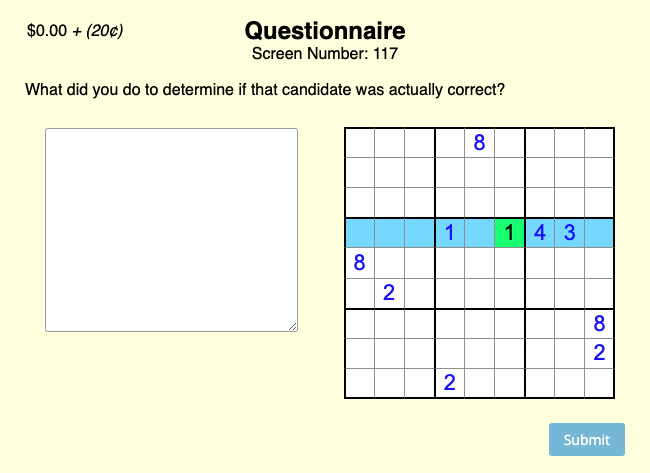 $0.00 + (20¢)
Questionnaire
Screen Number: 117
What did you do to determine if that candidate was actually correct?
8
1 1 4 3
8
2
8
2
2
Submit